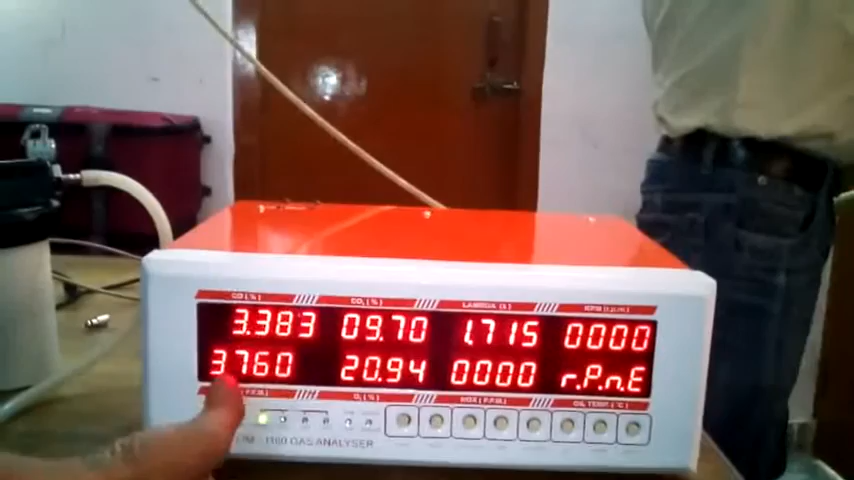 CO (%) CO₂ (%) LAMBDA ( λ ) RPM (r.p.m)
3.383 09.70 1.715 0000
3760 20.94 0000 r.P.n.E
(P.P.M.) O₂ (%) NOX (P.P.M.) OIL TEMP. °C
1100 GAS ANALYSER